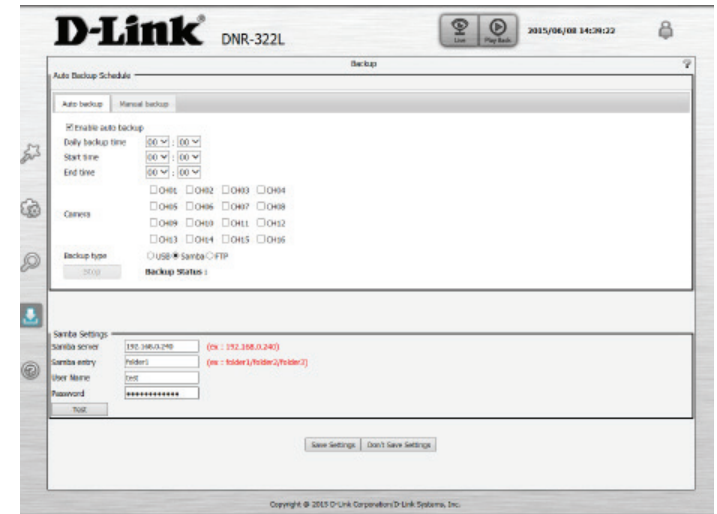 D-Link® DNR-322L
Live Play Back 2015/06/08 14:39:22
Backup
Auto Backup Schedule
Auto backup Manual backup
Enable auto backup
Daily backup time 00 : 00
Start time 00 : 00
End time 00 : 00
Camera
CH01 CH02 CH03 CH04
CH05 CH06 CH07 CH08
CH09 CH10 CH11 CH12
CH13 CH14 CH15 CH16
Backup type USB Samba FTP
Stop Backup Status :
Samba Settings
Samba server 192.168.0.240 (ex : 192.168.0.240)
Samba entry Folder1 (ex : folder1/folder2/folder3)
User Name test
Password ••••••••••••
Test
Save Settings Don't Save Settings
Copyright @ 2015 D-Link Corporation/D-Link Systems, Inc.